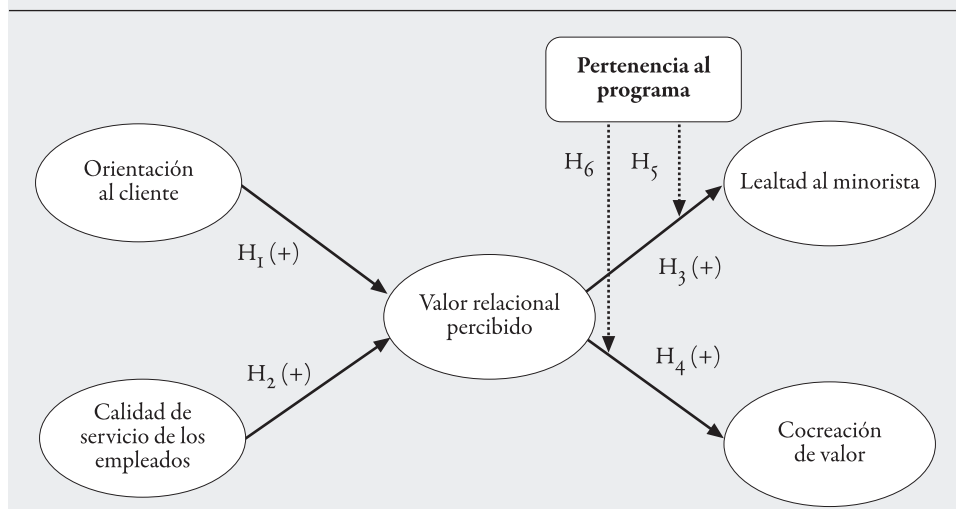 Pertenencia al
programa
Orientación
al cliente
H6
H5
Lealtad al minorista
H1 (+)
H3 (+)
Valor relacional
percibido
H2 (+)
H4 (+)
Calidad de
servicio de los
empleados
Cocreación
de valor